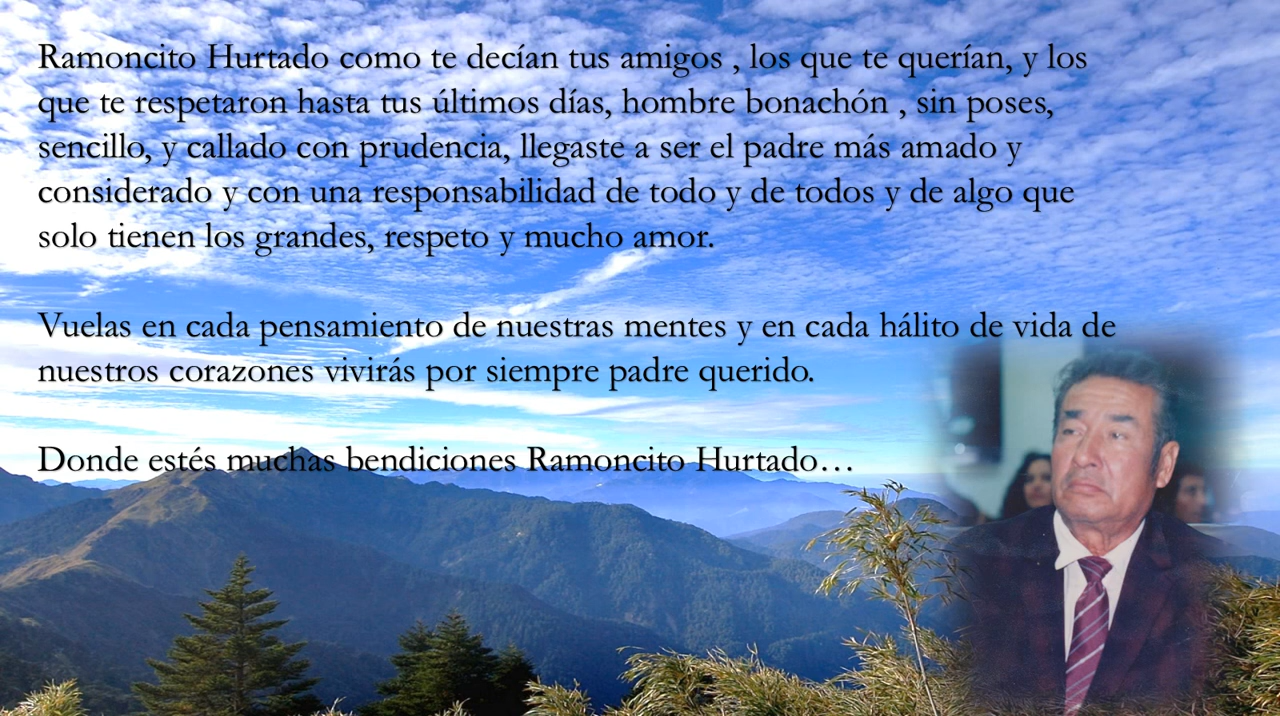 Ramoncito Hurtado como te decían tus amigos , los que te querían, y los
que te respetaron hasta tus últimos días, hombre bonachón , sin poses,
sencillo, y callado con prudencia, llegaste a ser el padre más amado y
considerado y con una responsabilidad de todo y de todos y de algo que
solo tienen los grandes, respeto y mucho amor.
Vuelas en cada pensamiento de nuestras mentes y en cada hálito de vida de
nuestros corazones vivirás por siempre padre querido.
Donde estés muchas bendiciones Ramoncito Hurtado…